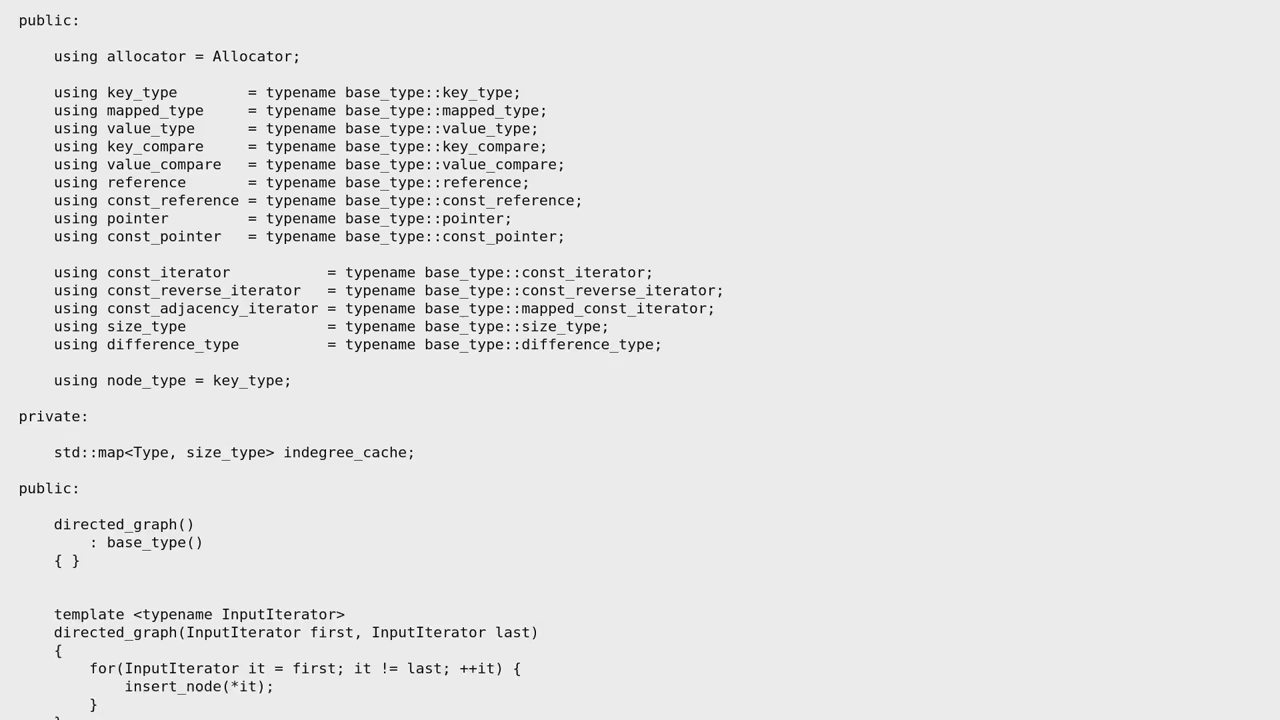 public:
using allocator = Allocator;
using key_type        = typename base_type::key_type;
using mapped_type     = typename base_type::mapped_type;
using value_type      = typename base_type::value_type;
using key_compare     = typename base_type::key_compare;
using value_compare   = typename base_type::value_compare;
using reference       = typename base_type::reference;
using const_reference = typename base_type::const_reference;
using pointer         = typename base_type::pointer;
using const_pointer   = typename base_type::const_pointer;
using const_iterator           = typename base_type::const_iterator;
using const_reverse_iterator   = typename base_type::const_reverse_iterator;
using const_adjacency_iterator = typename base_type::mapped_const_iterator;
using size_type                = typename base_type::size_type;
using difference_type          = typename base_type::difference_type;
using node_type = key_type;
private:
std::map<Type, size_type> indegree_cache;
public:
directed_graph()
: base_type()
{ }
template <typename InputIterator>
directed_graph(InputIterator first, InputIterator last)
{
for(InputIterator it = first; it != last; ++it) {
insert_node(*it);
}